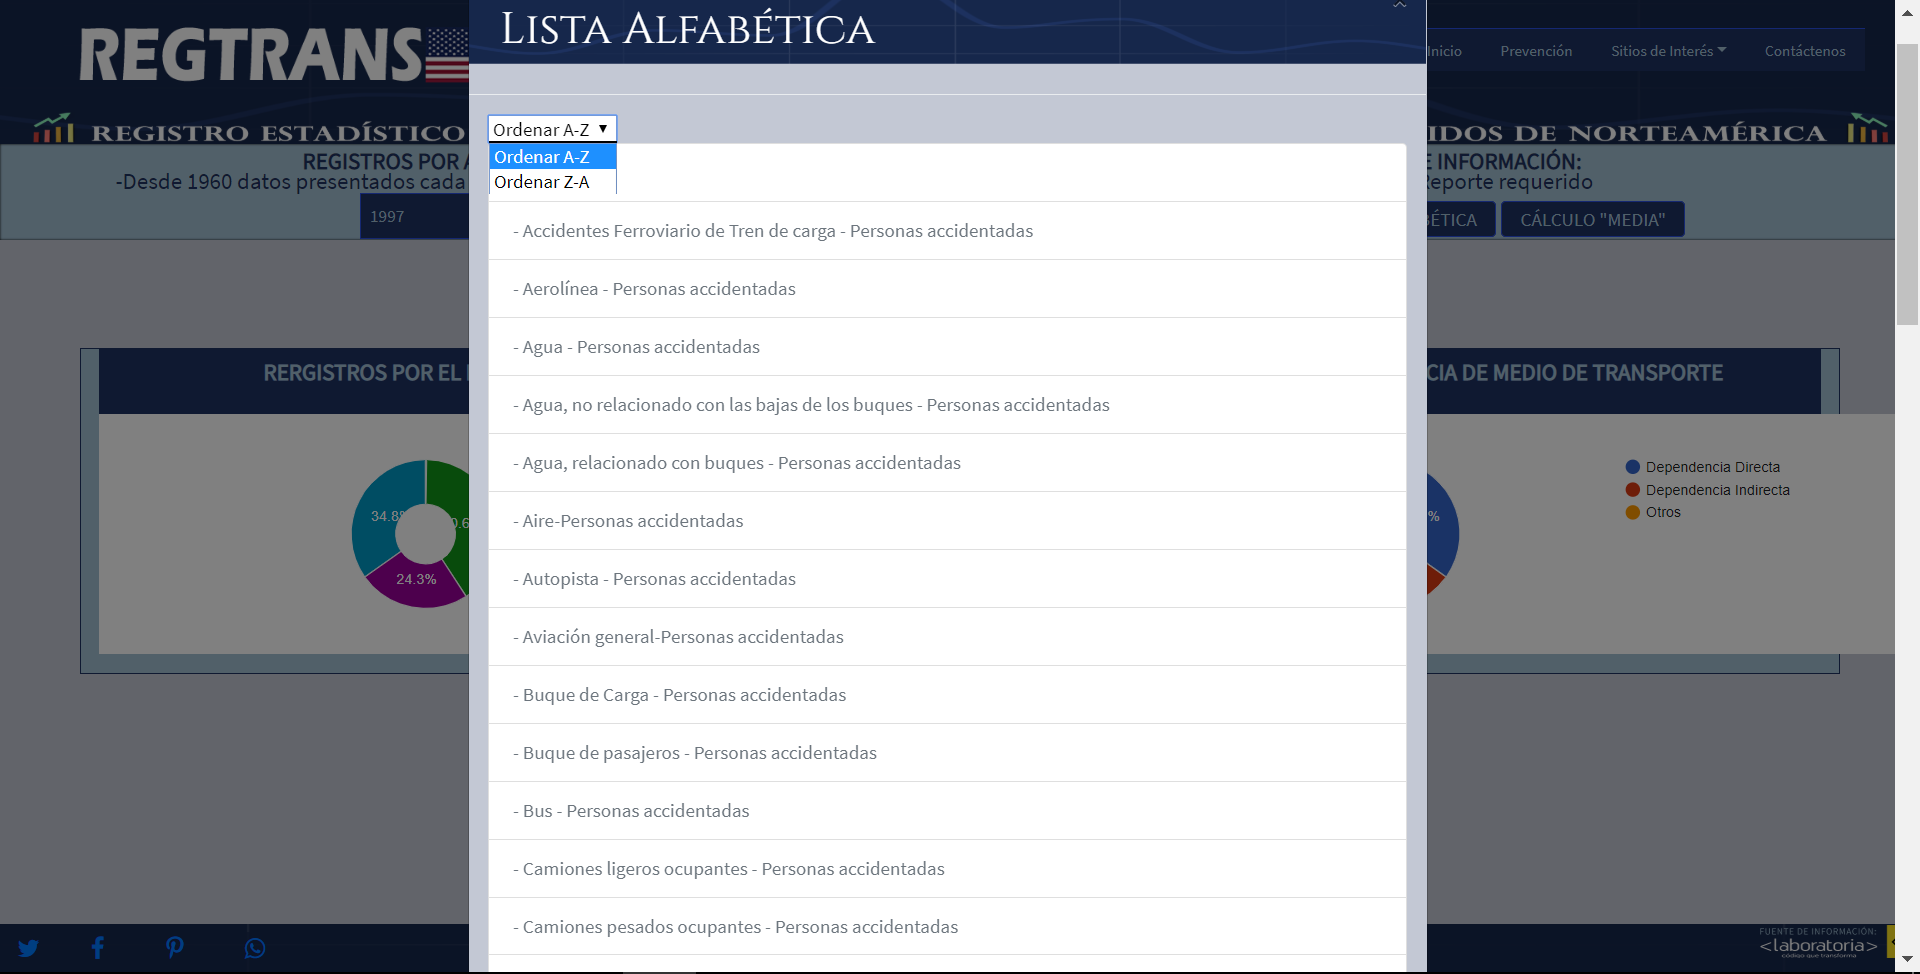 REGTRANS
LISTA ALFABÉTICA
Inicio
Prevención
Sitios de Interés
Contáctenos
REGISTRO ESTADÍSTICO
IDOS DE NORTEAMÉRICA
REGISTROS POR
INFORMACIÓN:
-Desde 1960 datos presentados cada
Reporte requerido
1997
BÉTICA
CÁLCULO "MEDIA"
Ordenar A-Z ▼
Ordenar A-Z
Ordenar Z-A
- Accidentes Ferroviario de Tren de carga - Personas accidentadas
- Aerolínea - Personas accidentadas
- Agua - Personas accidentadas
- Agua, no relacionado con las bajas de los buques - Personas accidentadas
- Agua, relacionado con buques - Personas accidentadas
- Aire-Personas accidentadas
- Autopista - Personas accidentadas
- Aviación general-Personas accidentadas
- Buque de Carga - Personas accidentadas
- Buque de pasajeros - Personas accidentadas
- Bus - Personas accidentadas
- Camiones ligeros ocupantes - Personas accidentadas
- Camiones pesados ocupantes - Personas accidentadas
RERGISTROS POR EL
CIA DE MEDIO DE TRANSPORTE
34.8%
0.6
24.3%
%
Dependencia Directa
Dependencia Indirecta
Otros
FUENTE DE INFORMACIÓN:
<laboratoria>
código que transforma